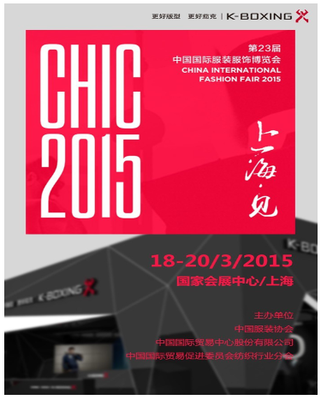 更好版型 更好起克 | K-BOXING
第23届
中国国际服装服饰博览会
CHINA INTERNATIONAL
FASHION FAIR 2015
CHIC
2015
上海·见
K-BOXING
18-20/3/2015
国家会展中心/上海
K-BOXING
主办单位
中国服装协会
中国国际贸易中心股份有限公司
中国国际贸易促进委员会纺织行业分会